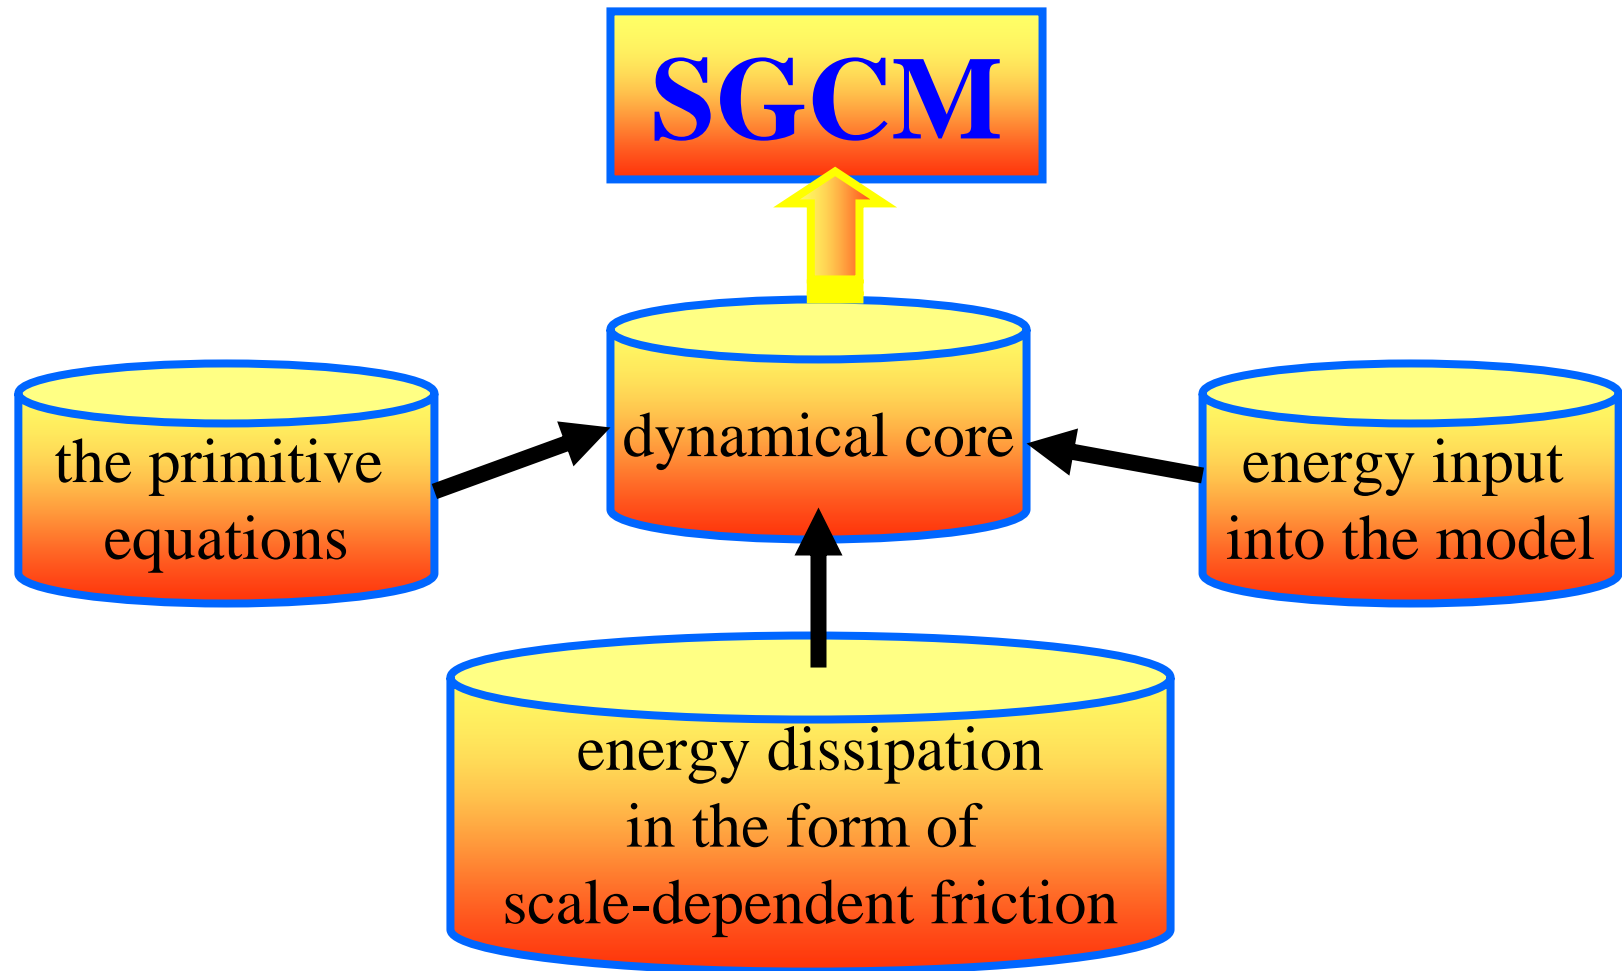 SGCM
dynamical core
the primitive
equations
energy input
into the model
energy dissipation
in the form of
scale-dependent friction